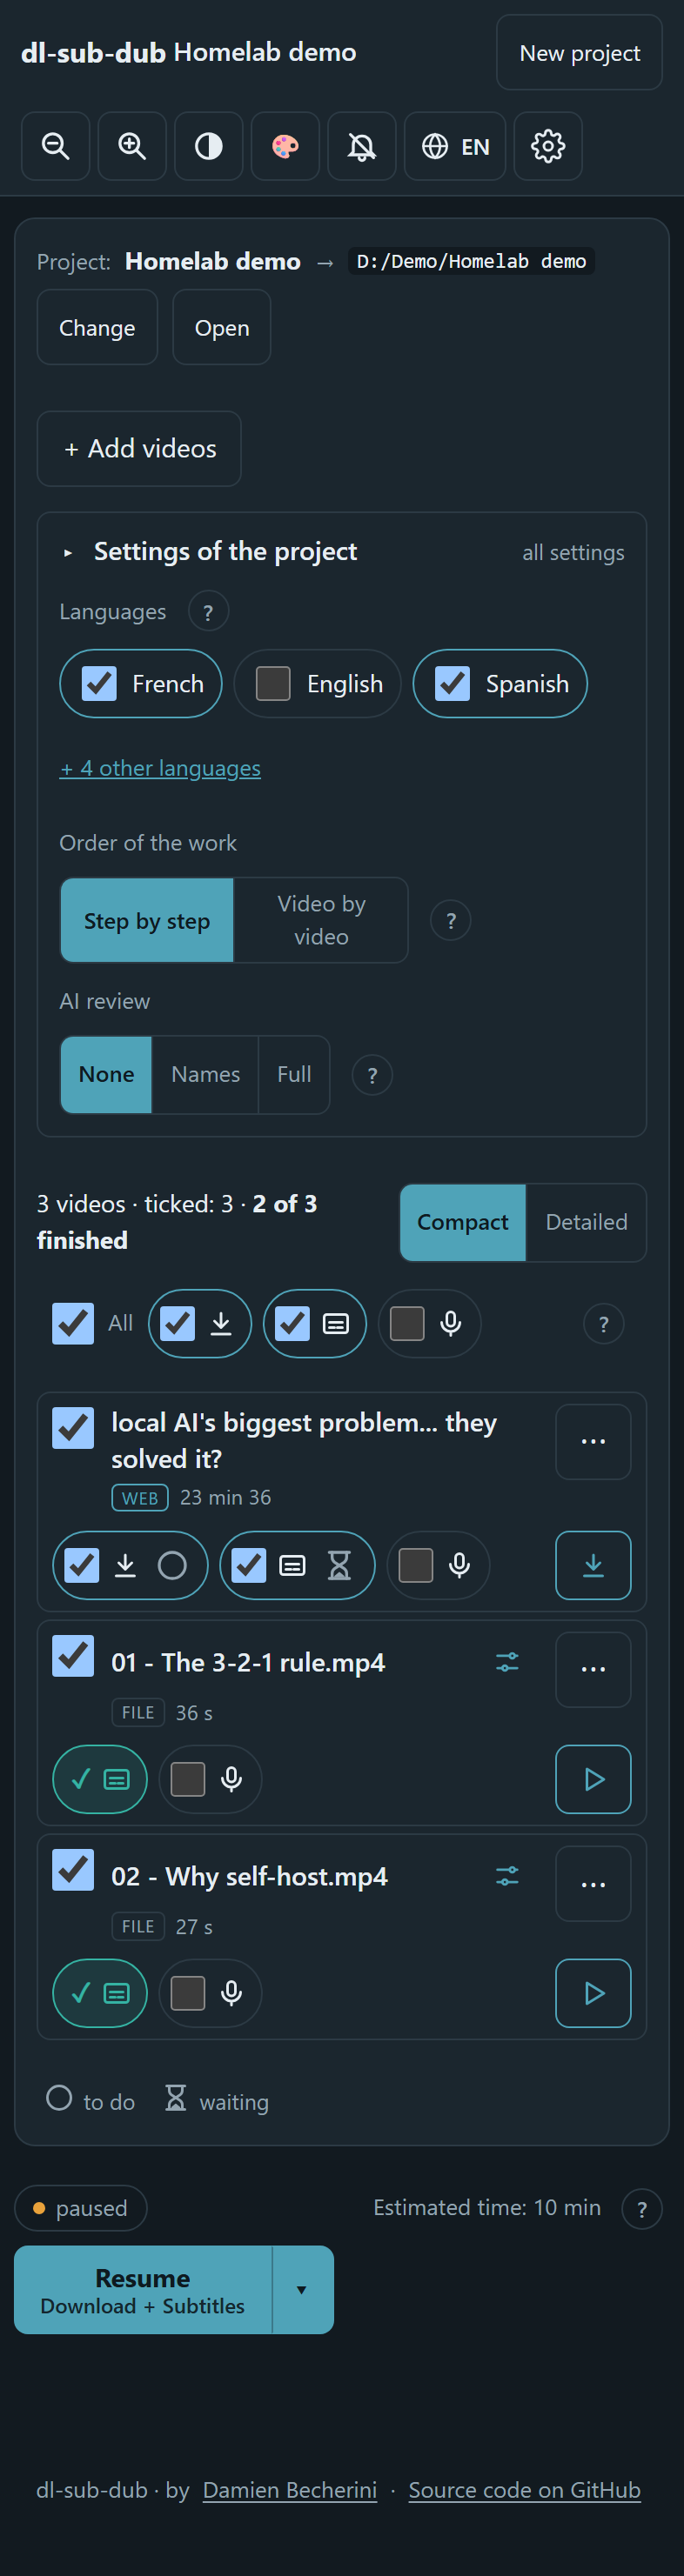 dl-sub-dub Homelab demo
New project
EN
Project: Homelab demo → D:/Demo/Homelab demo
Change
Open
+ Add videos
▸ Settings of the project
all settings
Languages ?
French
English
Spanish
+ 4 other languages
Order of the work
Step by step
Video by
video
?
AI review
None
Names
Full
?
3 videos · ticked: 3 · 2 of 3
finished
Compact
Detailed
All
?
local AI's biggest problem... they
solved it?
...
WEB 23 min 36
01 - The 3-2-1 rule.mp4
...
FILE 36 s
02 - Why self-host.mp4
...
FILE 27 s
to do
waiting
paused
Estimated time: 10 min ?
Resume
Download + Subtitles
▾
dl-sub-dub · by Damien Becherini · Source code on GitHub